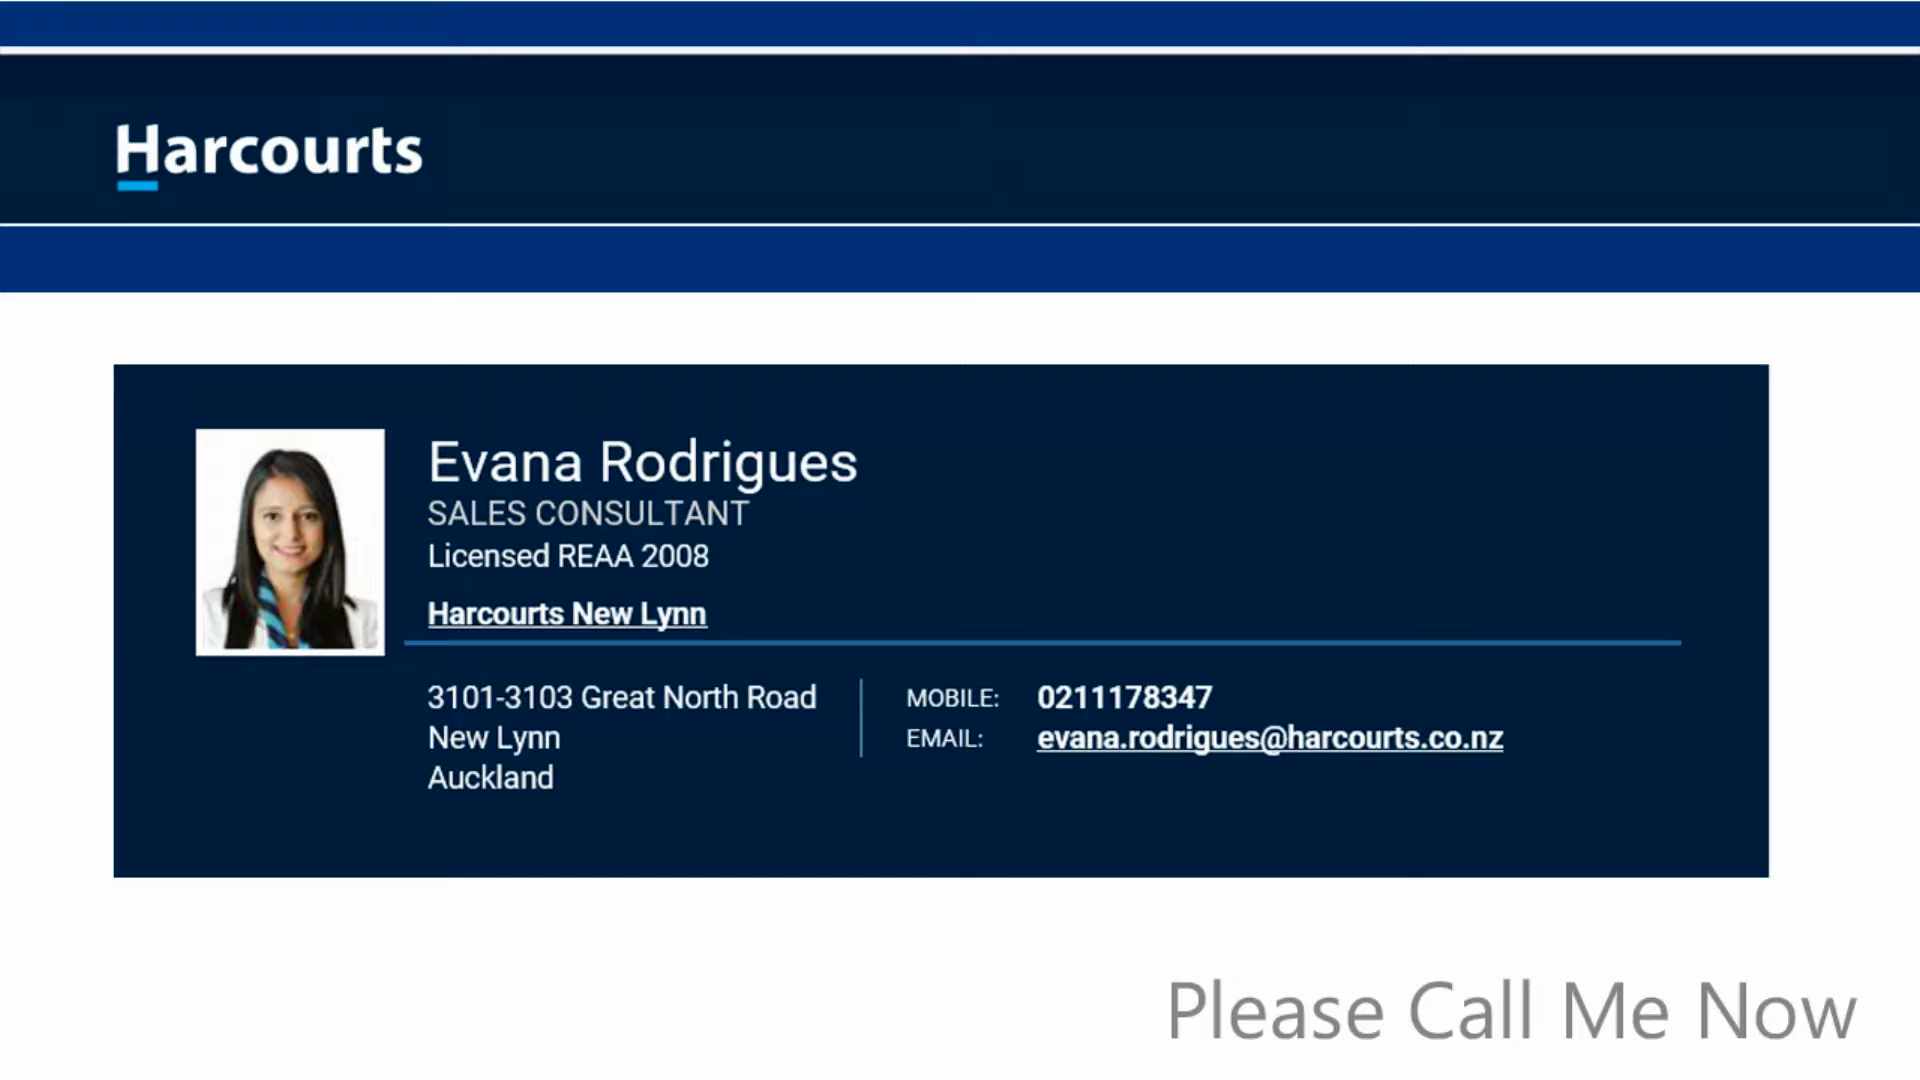 Harcourts
Evana Rodrigues
SALES CONSULTANT
Licensed REAA 2008
Harcourts New Lynn
3101-3103 Great North Road
New Lynn
Auckland
MOBILE: 0211178347
EMAIL: evana.rodrigues@harcourts.co.nz
Please Call Me Now